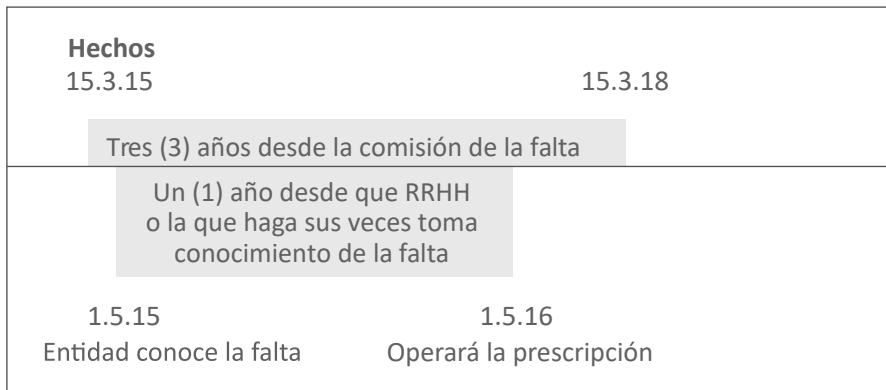 Hechos
15.3.15 15.3.18
Tres (3) años desde la comisión de la falta
Un (1) año desde que RRHH
o la que haga sus veces toma
conocimiento de la falta
1.5.15 1.5.16
Entidad conoce la falta Operará la prescripción